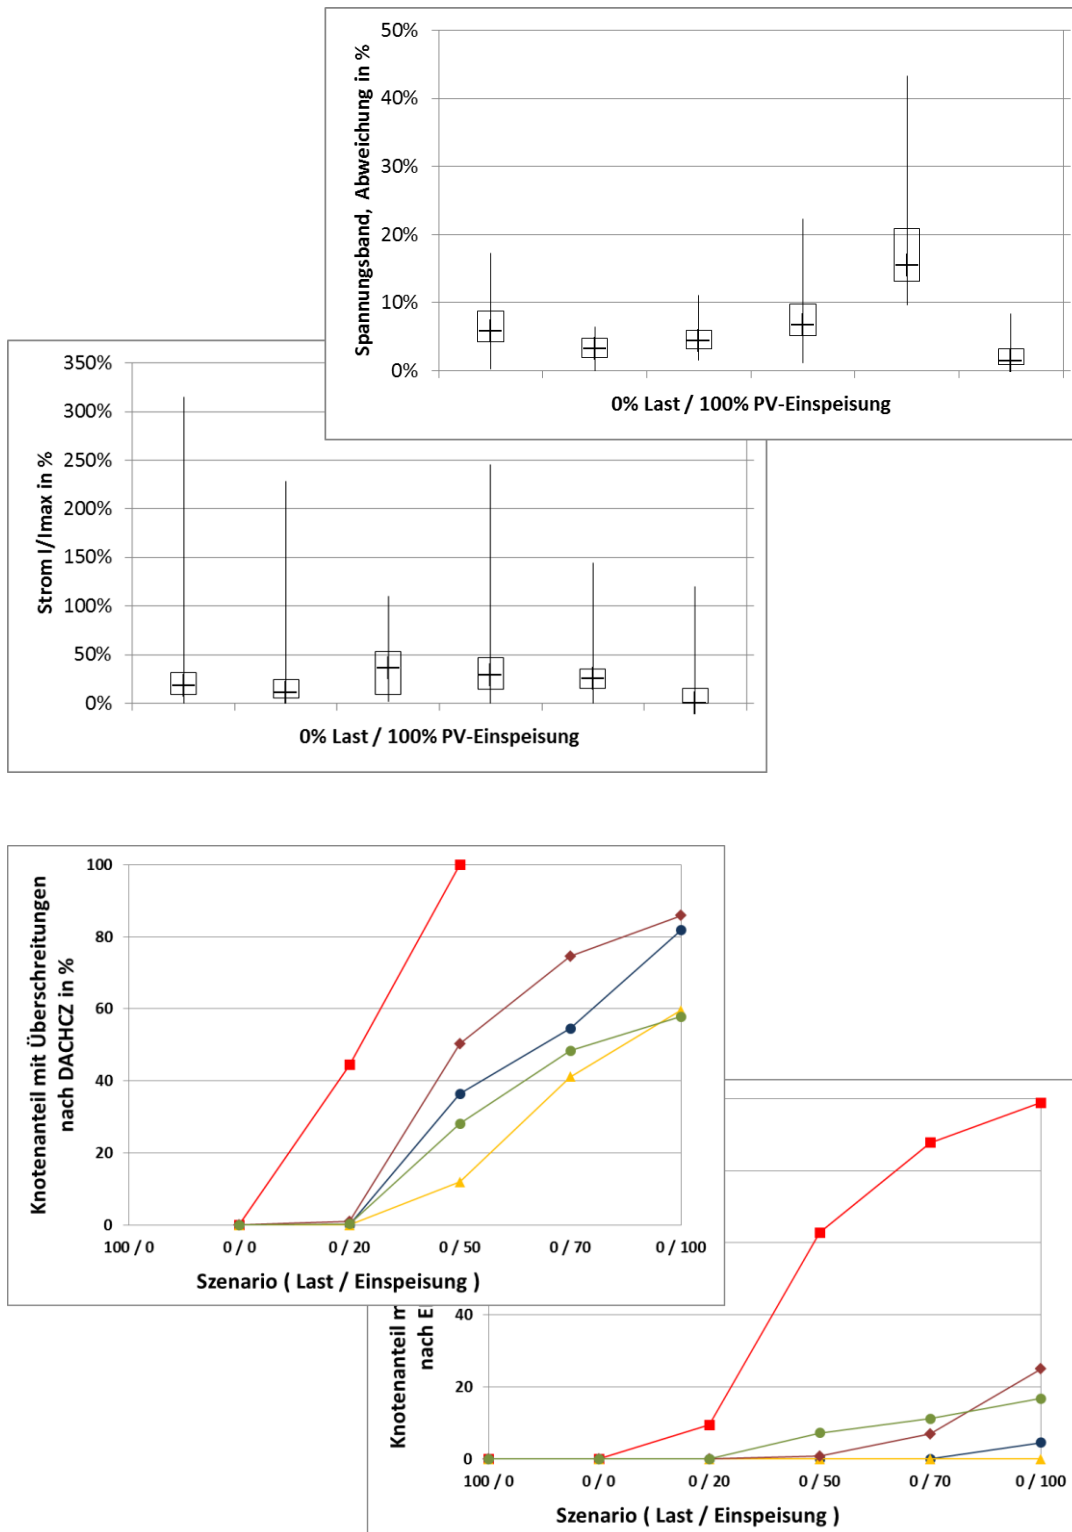 50%
40%
30%
20%
10%
0%
Spannungsband, Abweichung in %
0% Last / 100% PV-Einspeisung
350%
300%
250%
200%
150%
100%
50%
0%
Strom I/Imax in %
0% Last / 100% PV-Einspeisung
100
80
60
40
20
0
Knotenanteil mit Überschreitungen
nach DACHCZ in %
100 / 0 0 / 0 0 / 20 0 / 50 0 / 70 0 / 100
Szenario ( Last / Einspeisung )
40
20
0
Knotenanteil
nach
100 / 0 0 / 0 0 / 20 0 / 50 0 / 70 0 / 100
Szenario ( Last / Einspeisung )